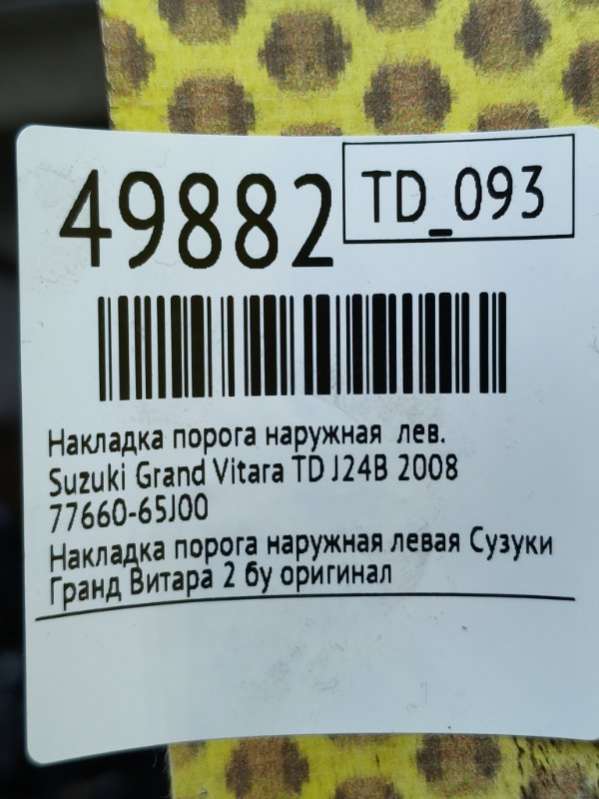 49882
TD_093
Накладка порога наружная лев.
Suzuki Grand Vitara TD J24B 2008
77660-65J00
Накладка порога наружная левая Сузуки
Гранд Витара 2 бу оригинал